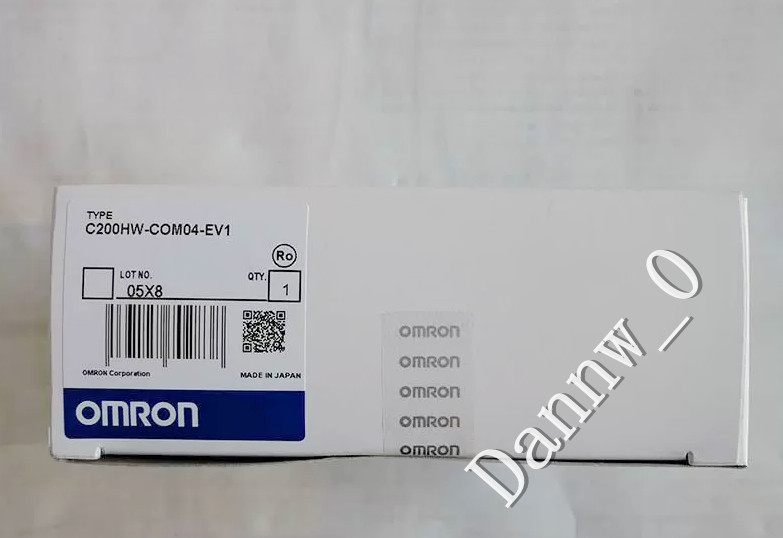 TYPE
C200HW-COM04-EV1
Ro
LOT NO.
QTY.
05X8
1
OMRON Corporation
MADE IN JAPAN
OMRON
OMRON
OMRON
OMRON
OMRON
OMRON
Dannw_0